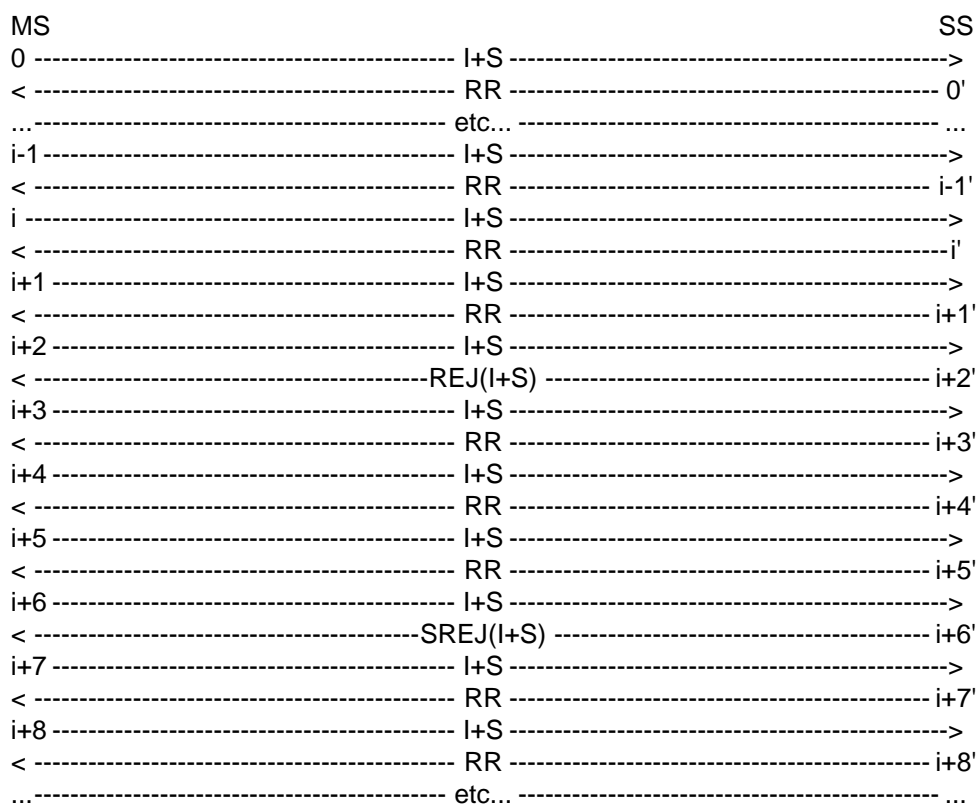 MS SS
0 ---------------------------------------------- I+S ------------------------------------------------>
< ---------------------------------------------- RR ----------------------------------------------- 0'
...--------------------------------------------- etc... ---------------------------------------------- ...
i-1 --------------------------------------------- I+S ------------------------------------------------>
< ---------------------------------------------- RR ---------------------------------------------- i-1'
i ----------------------------------------------- I+S ------------------------------------------------>
< ---------------------------------------------- RR ------------------------------------------------i'
i+1 -------------------------------------------- I+S ------------------------------------------------>
< ---------------------------------------------- RR ---------------------------------------------- i+1'
i+2 -------------------------------------------- I+S ------------------------------------------------>
< -------------------------------------------REJ(I+S) ------------------------------------------ i+2'
i+3 -------------------------------------------- I+S ------------------------------------------------>
< ---------------------------------------------- RR ---------------------------------------------- i+3'
i+4 -------------------------------------------- I+S ------------------------------------------------>
< ---------------------------------------------- RR ---------------------------------------------- i+4'
i+5 -------------------------------------------- I+S ------------------------------------------------>
< ---------------------------------------------- RR ---------------------------------------------- i+5'
i+6 -------------------------------------------- I+S ------------------------------------------------>
< ------------------------------------------SREJ(I+S) ----------------------------------------- i+6'
i+7 -------------------------------------------- I+S ------------------------------------------------>
< ---------------------------------------------- RR ---------------------------------------------- i+7'
i+8 -------------------------------------------- I+S ------------------------------------------------>
< ---------------------------------------------- RR ---------------------------------------------- i+8'
...--------------------------------------------- etc... ---------------------------------------------- ...